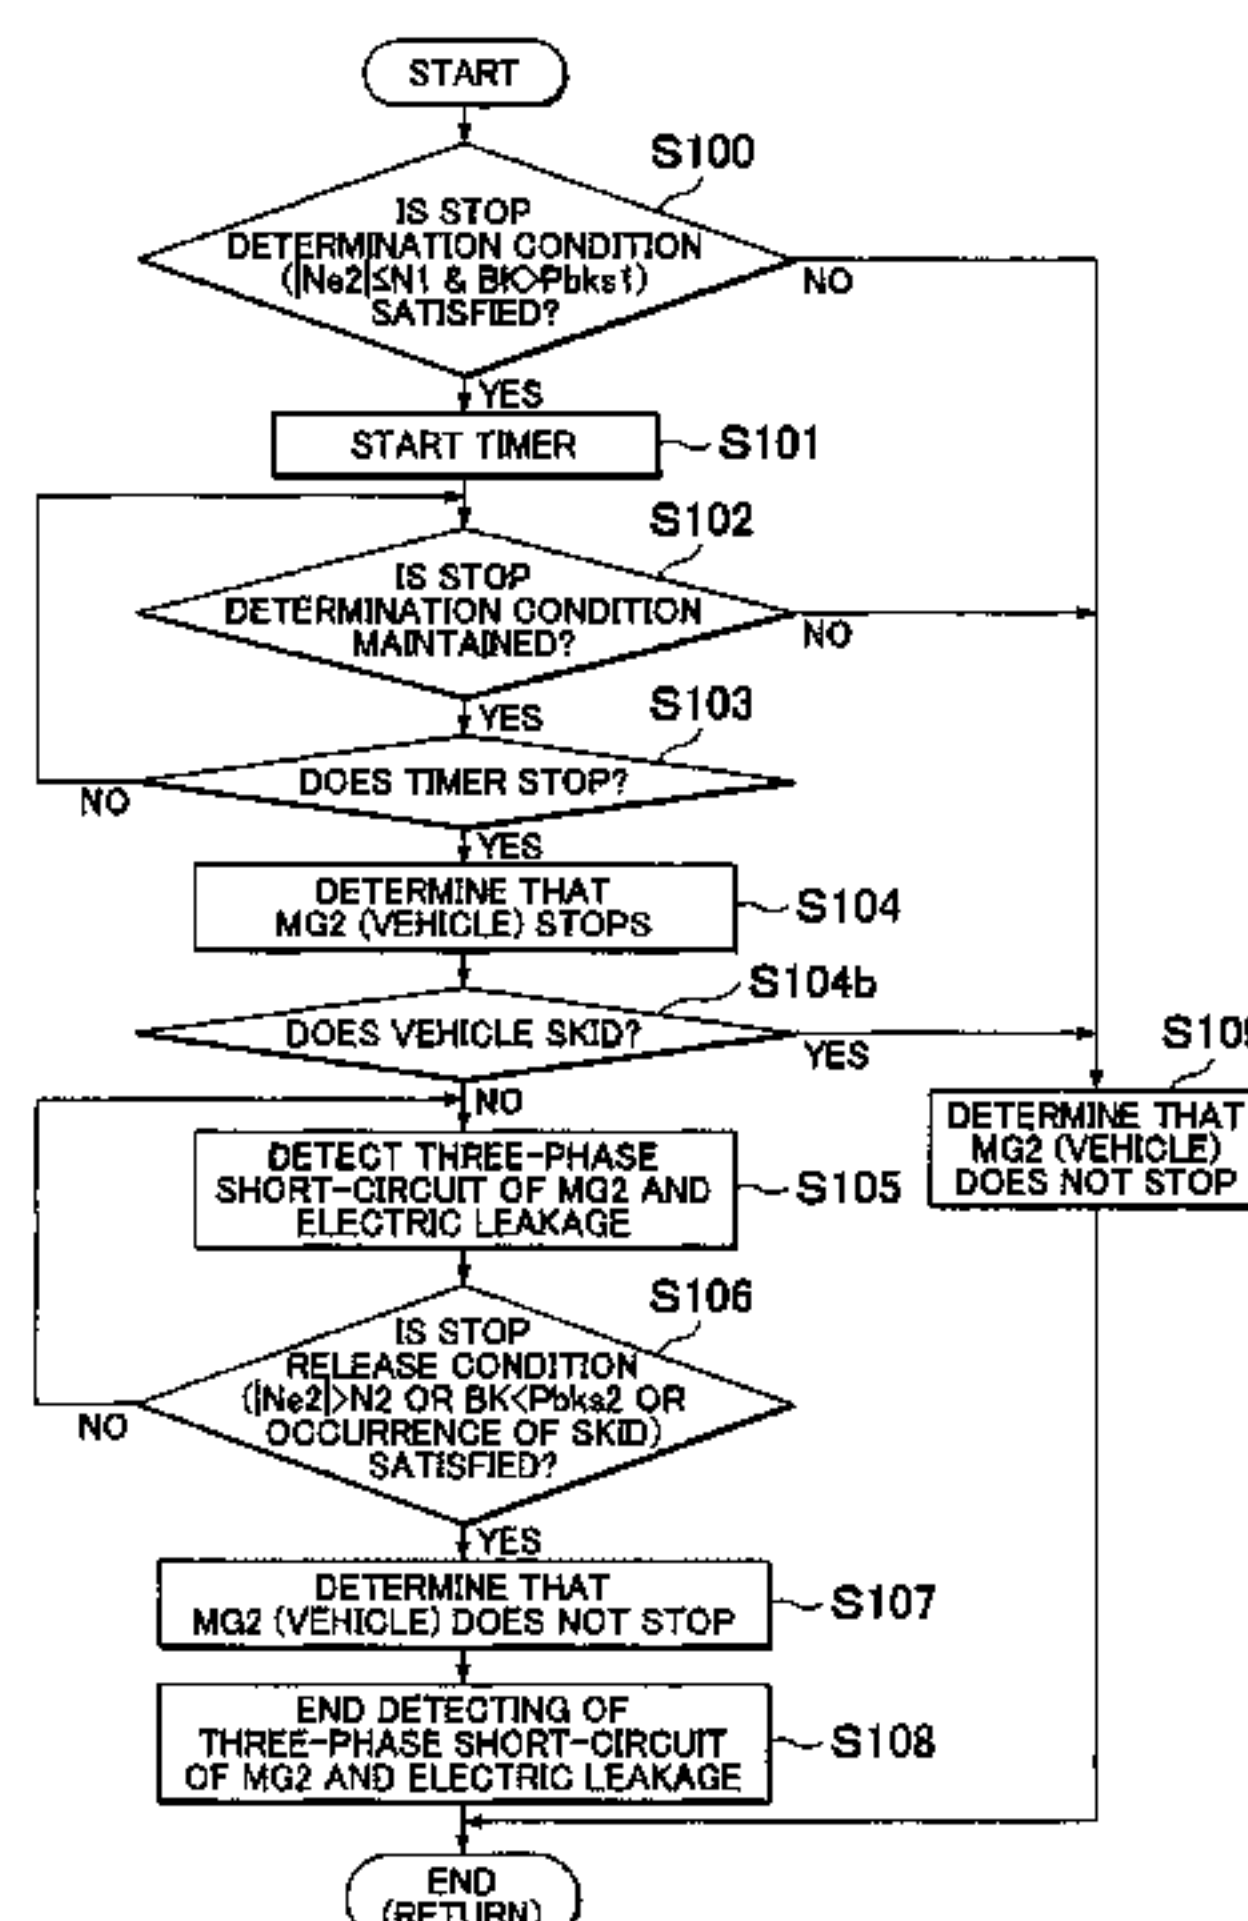 START
S100
IS STOP
DETERMINATION CONDITION
(|Ne2|≤N1 & BK>Pbks1)
SATISFIED?
NO
YES
START TIMER
S101
S102
IS STOP
DETERMINATION CONDITION
MAINTAINED?
NO
YES
S103
DOES TIMER STOP?
NO
YES
DETERMINE THAT
MG2 (VEHICLE) STOPS
S104
S104b
DOES VEHICLE SKID?
YES
NO
S109
DETERMINE THAT
MG2 (VEHICLE)
DOES NOT STOP
DETECT THREE-PHASE
SHORT-CIRCUIT OF MG2 AND
ELECTRIC LEAKAGE
S105
S106
IS STOP
RELEASE CONDITION
(|Ne2|>N2 OR BK<Pbks2 OR
OCCURRENCE OF SKID)
SATISFIED?
NO
YES
DETERMINE THAT
MG2 (VEHICLE) DOES NOT STOP
S107
END DETECTING OF
THREE-PHASE SHORT-CIRCUIT
OF MG2 AND ELECTRIC LEAKAGE
S108
END
(RETURN)